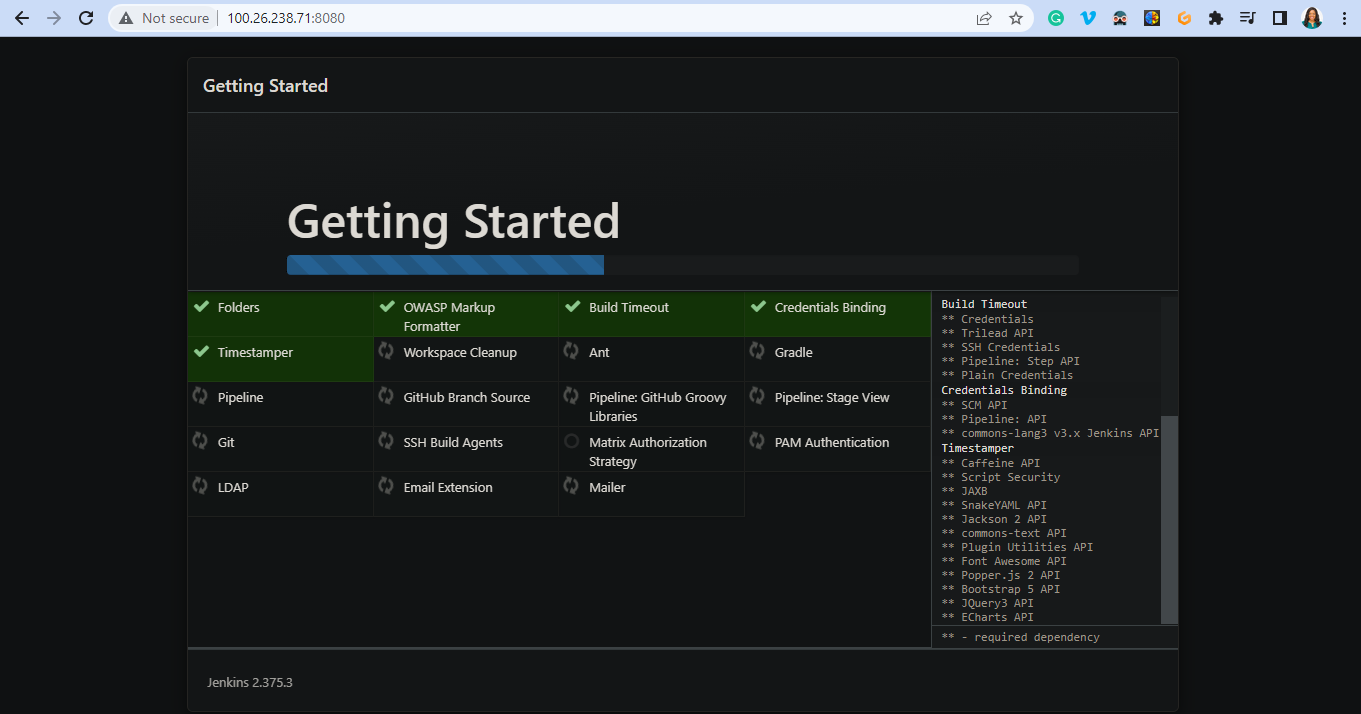 Not secure
100.26.238.71:8080
Getting Started
Getting Started
Folders
OWASP Markup
Formatter
Build Timeout
Credentials Binding
Timestamper
Workspace Cleanup
Ant
Gradle
Pipeline
GitHub Branch Source
Pipeline: GitHub Groovy
Libraries
Pipeline: Stage View
Git
SSH Build Agents
Matrix Authorization
Strategy
PAM Authentication
LDAP
Email Extension
Mailer
Build Timeout
** Credentials
** Trilead API
** SSH Credentials
** Pipeline: Step API
** Plain Credentials
Credentials Binding
** SCM API
** Pipeline: API
** commons-lang3 v3.x Jenkins API
Timestamper
** Caffeine API
** Script Security
** JAXB
** SnakeYAML API
** Jackson 2 API
** commons-text API
** Plugin Utilities API
** Font Awesome API
** Popper.js 2 API
** Bootstrap 5 API
** JQuery3 API
** ECharts API
** - required dependency
Jenkins 2.375.3